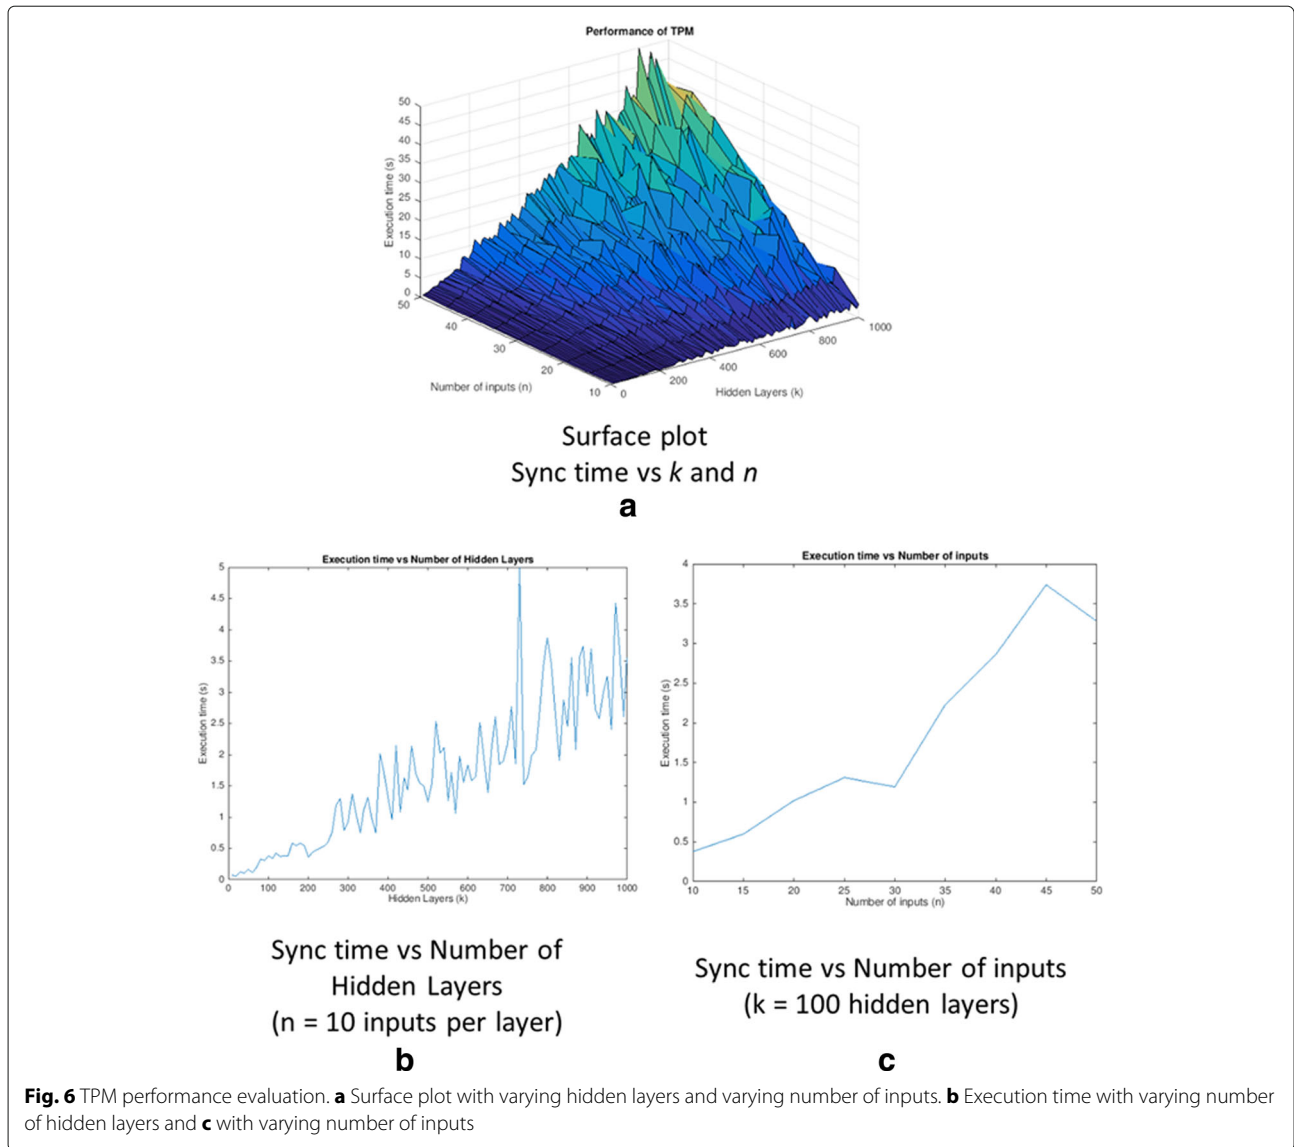 Performance of TPM
50
45
40
35
30
25
20
15
10
5
0
Execution time (s)
50
40
30
20
10
Number of inputs (n)
0
200
400
600
800
1000
Hidden Layers (k)
Surface plot
Sync time vs k and n
a
Execution time vs Number of Hidden Layers
5
4.5
4
3.5
3
2.5
2
1.5
1
0.5
0
Execution time (s)
0 100 200 300 400 500 600 700 800 900 1000
Hidden Layers (k)
Sync time vs Number of
Hidden Layers
(n = 10 inputs per layer)
b
Execution time vs Number of inputs
4
3.5
3
2.5
2
1.5
1
0.5
0
Execution time (s)
10 15 20 25 30 35 40 45 50
Number of inputs (n)
Sync time vs Number of inputs
(k = 100 hidden layers)
c
Fig. 6 TPM performance evaluation. a Surface plot with varying hidden layers and varying number of inputs. b Execution time with varying number
of hidden layers and c with varying number of inputs